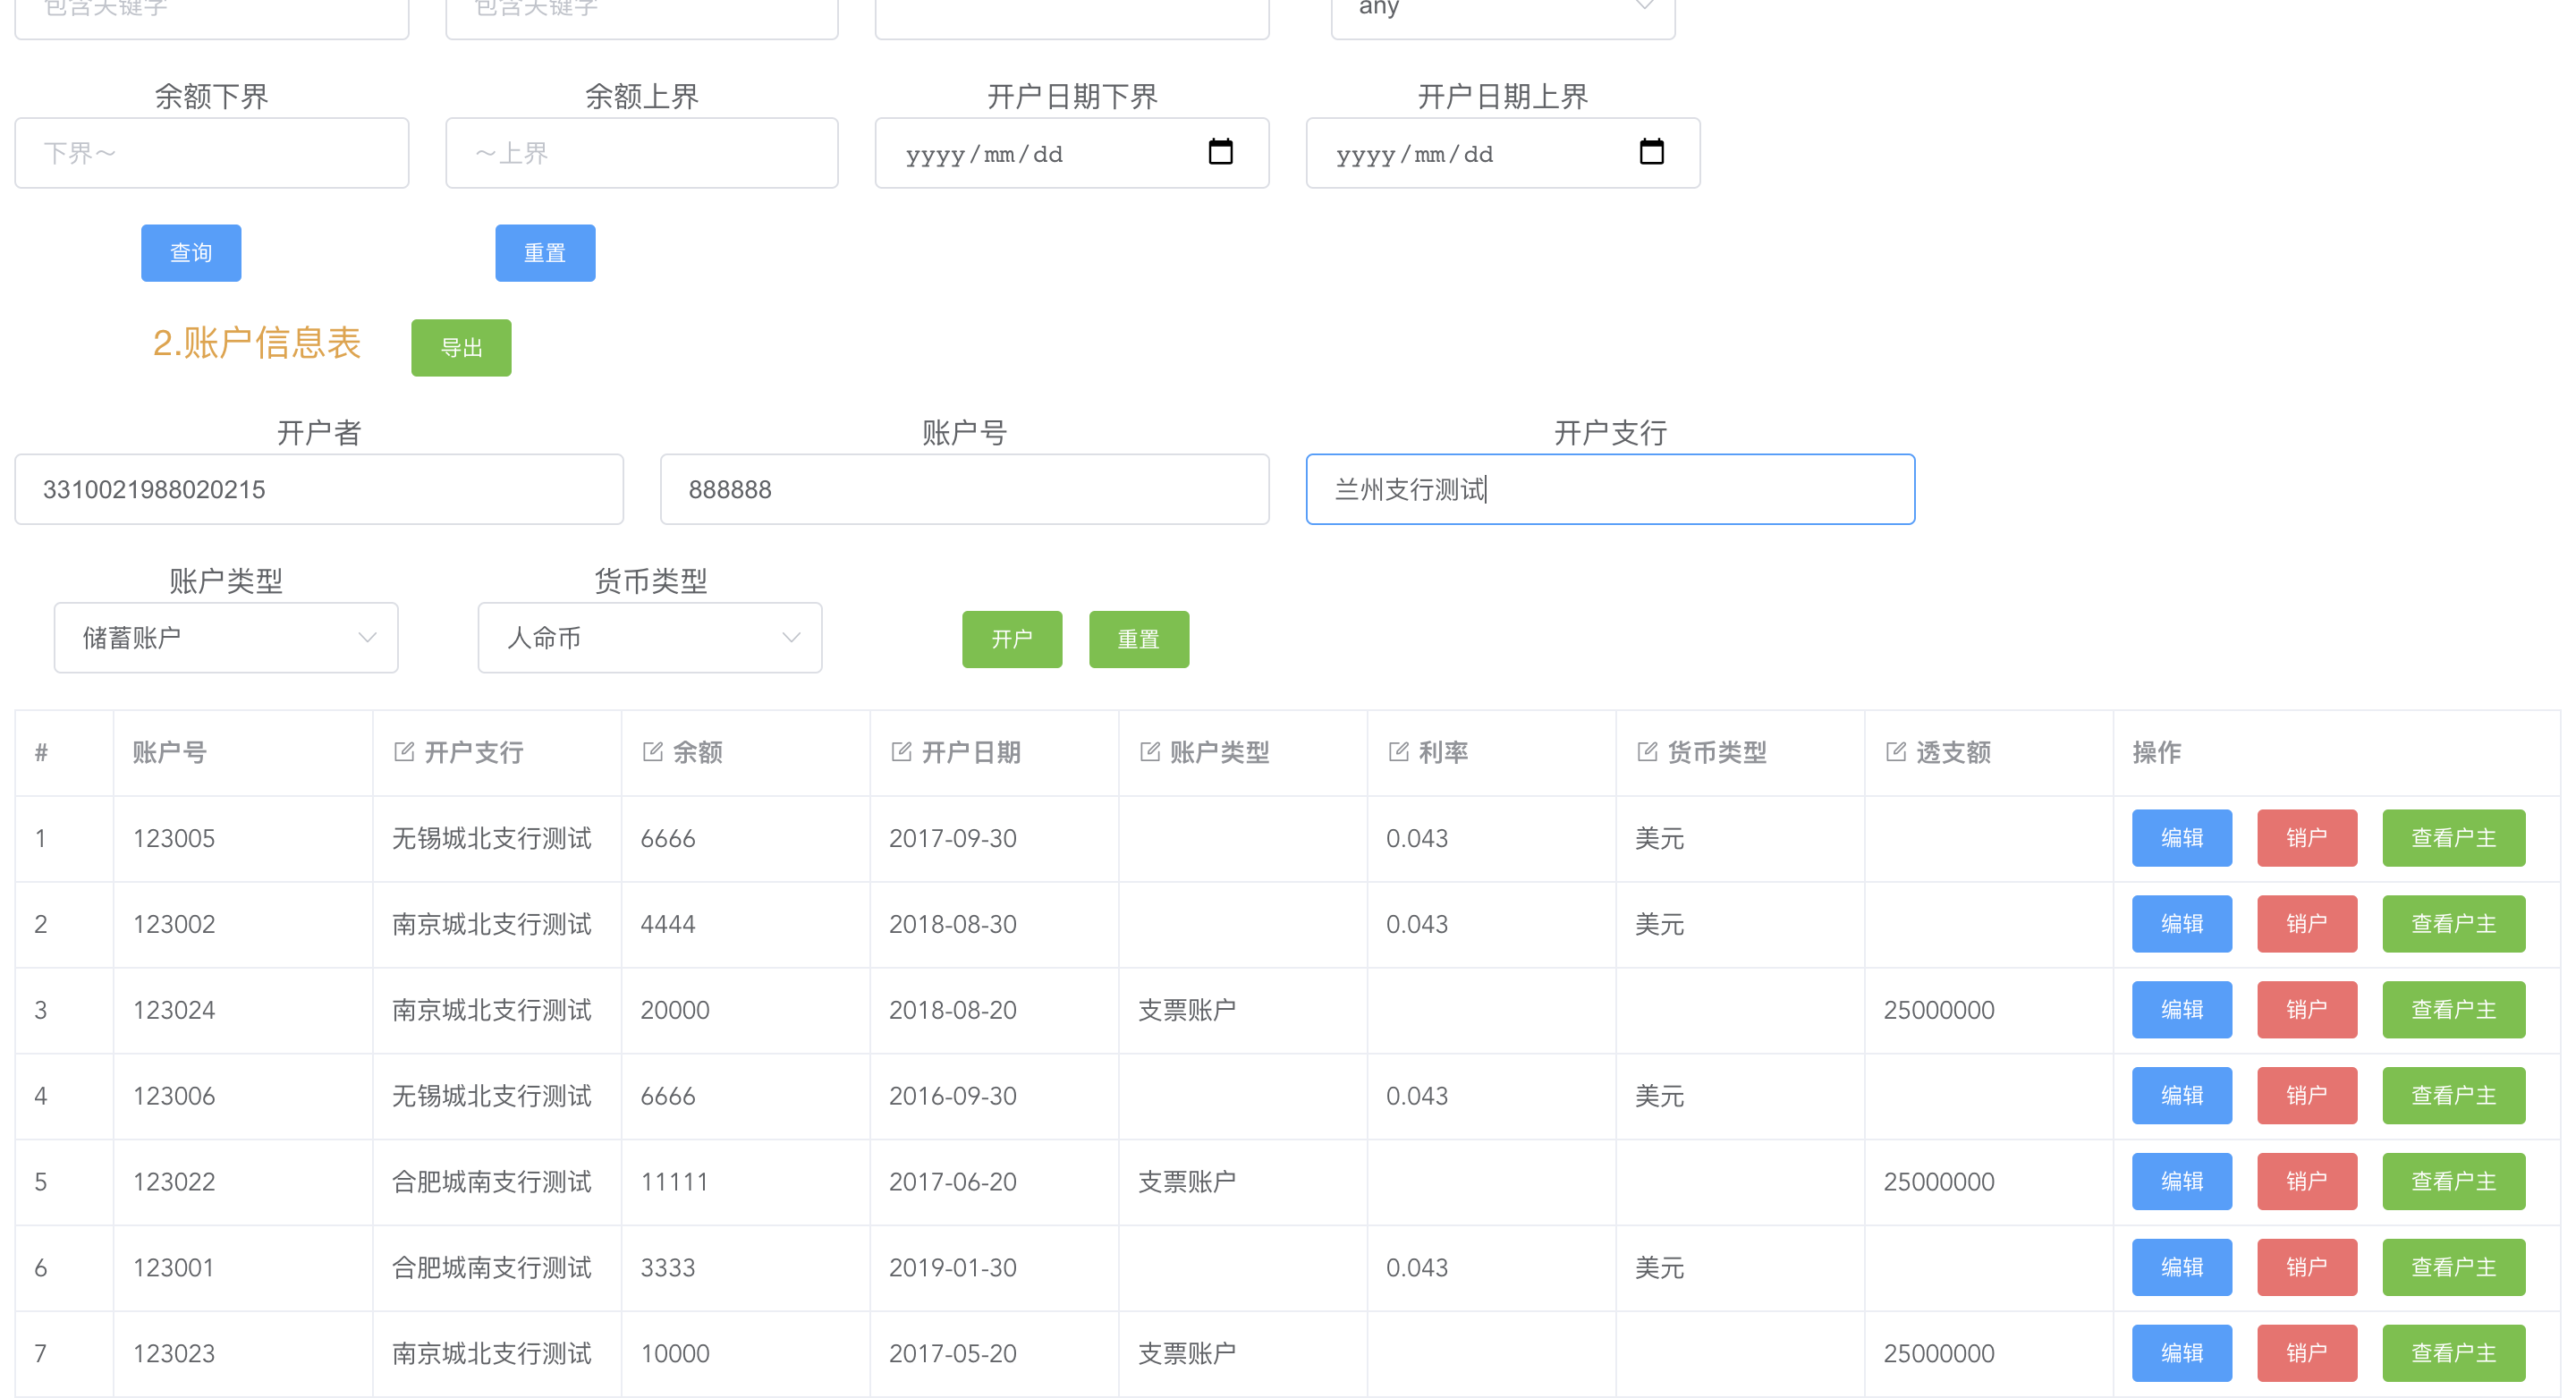 包含关键字 包含关键字 any
余额下界 余额上界 开户日期下界 开户日期上界
下界～ ～上界 yyyy/mm/dd yyyy/mm/dd
查询 重置
2.账户信息表 导出
开户者 账户号 开户支行
3310021988020215 888888 兰州支行测试
账户类型 货币类型
储蓄账户 人命币 开户 重置
# 账户号 开户支行 余额 开户日期 账户类型 利率 货币类型 透支额 操作
1 123005 无锡城北支行测试 6666 2017-09-30 0.043 美元 编辑 销户 查看户主
2 123002 南京城北支行测试 4444 2018-08-30 0.043 美元 编辑 销户 查看户主
3 123024 南京城北支行测试 20000 2018-08-20 支票账户 25000000 编辑 销户 查看户主
4 123006 无锡城北支行测试 6666 2016-09-30 0.043 美元 编辑 销户 查看户主
5 123022 合肥城南支行测试 11111 2017-06-20 支票账户 25000000 编辑 销户 查看户主
6 123001 合肥城南支行测试 3333 2019-01-30 0.043 美元 编辑 销户 查看户主
7 123023 南京城北支行测试 10000 2017-05-20 支票账户 25000000 编辑 销户 查看户主